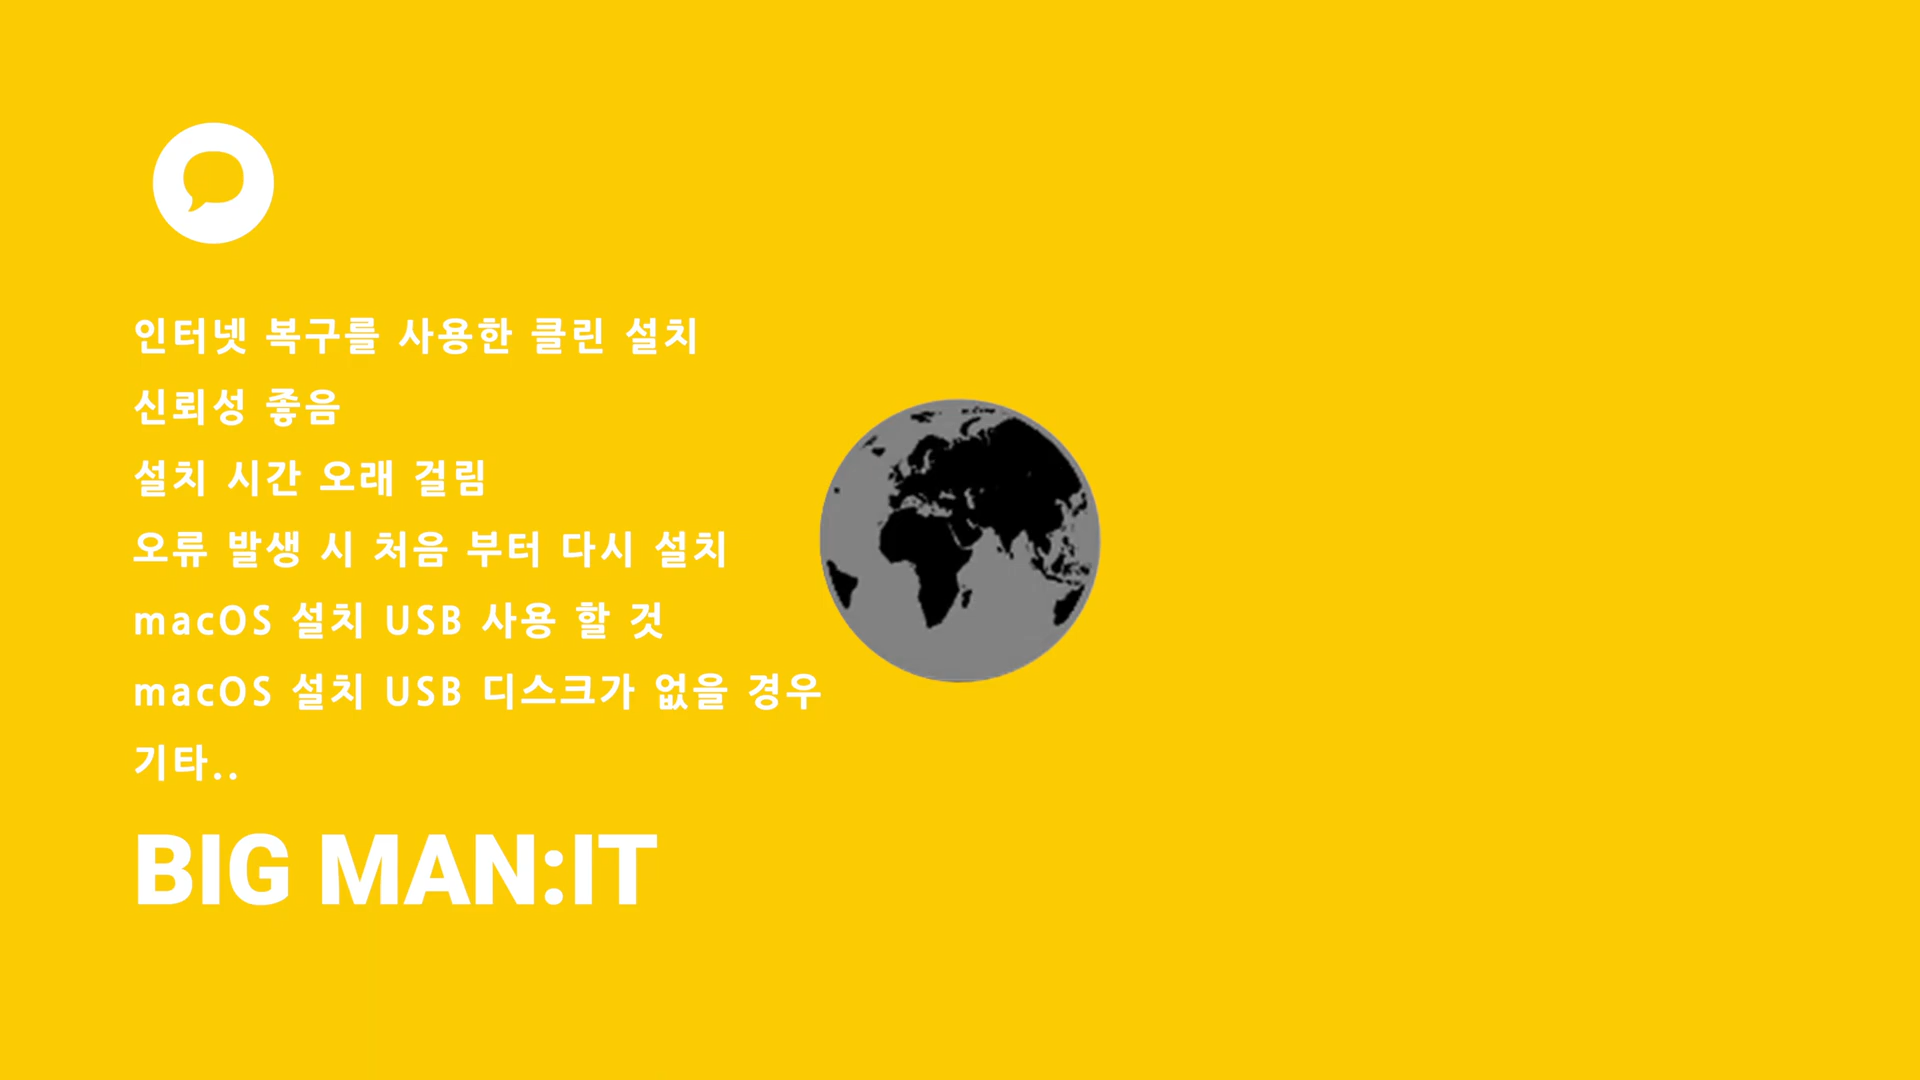 인터넷 복구를 사용한 클린 설치
신뢰성 좋음
설치 시간 오래 걸림
오류 발생 시 처음 부터 다시 설치
macOS 설치 USB 사용 할 것
macOS 설치 USB 디스크가 없을 경우
기타..
BIG MAN:IT